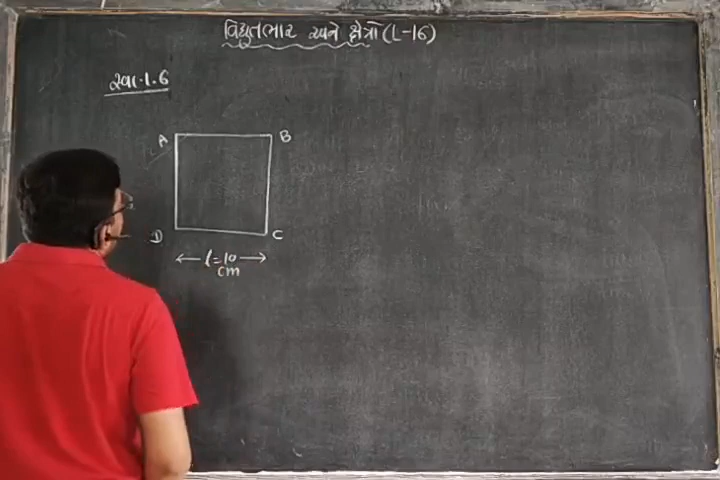 વિદ્યુતભાર અને ક્ષેત્રો (L-16)
સ્વા.1.6
A B
D C
l = 10
cm